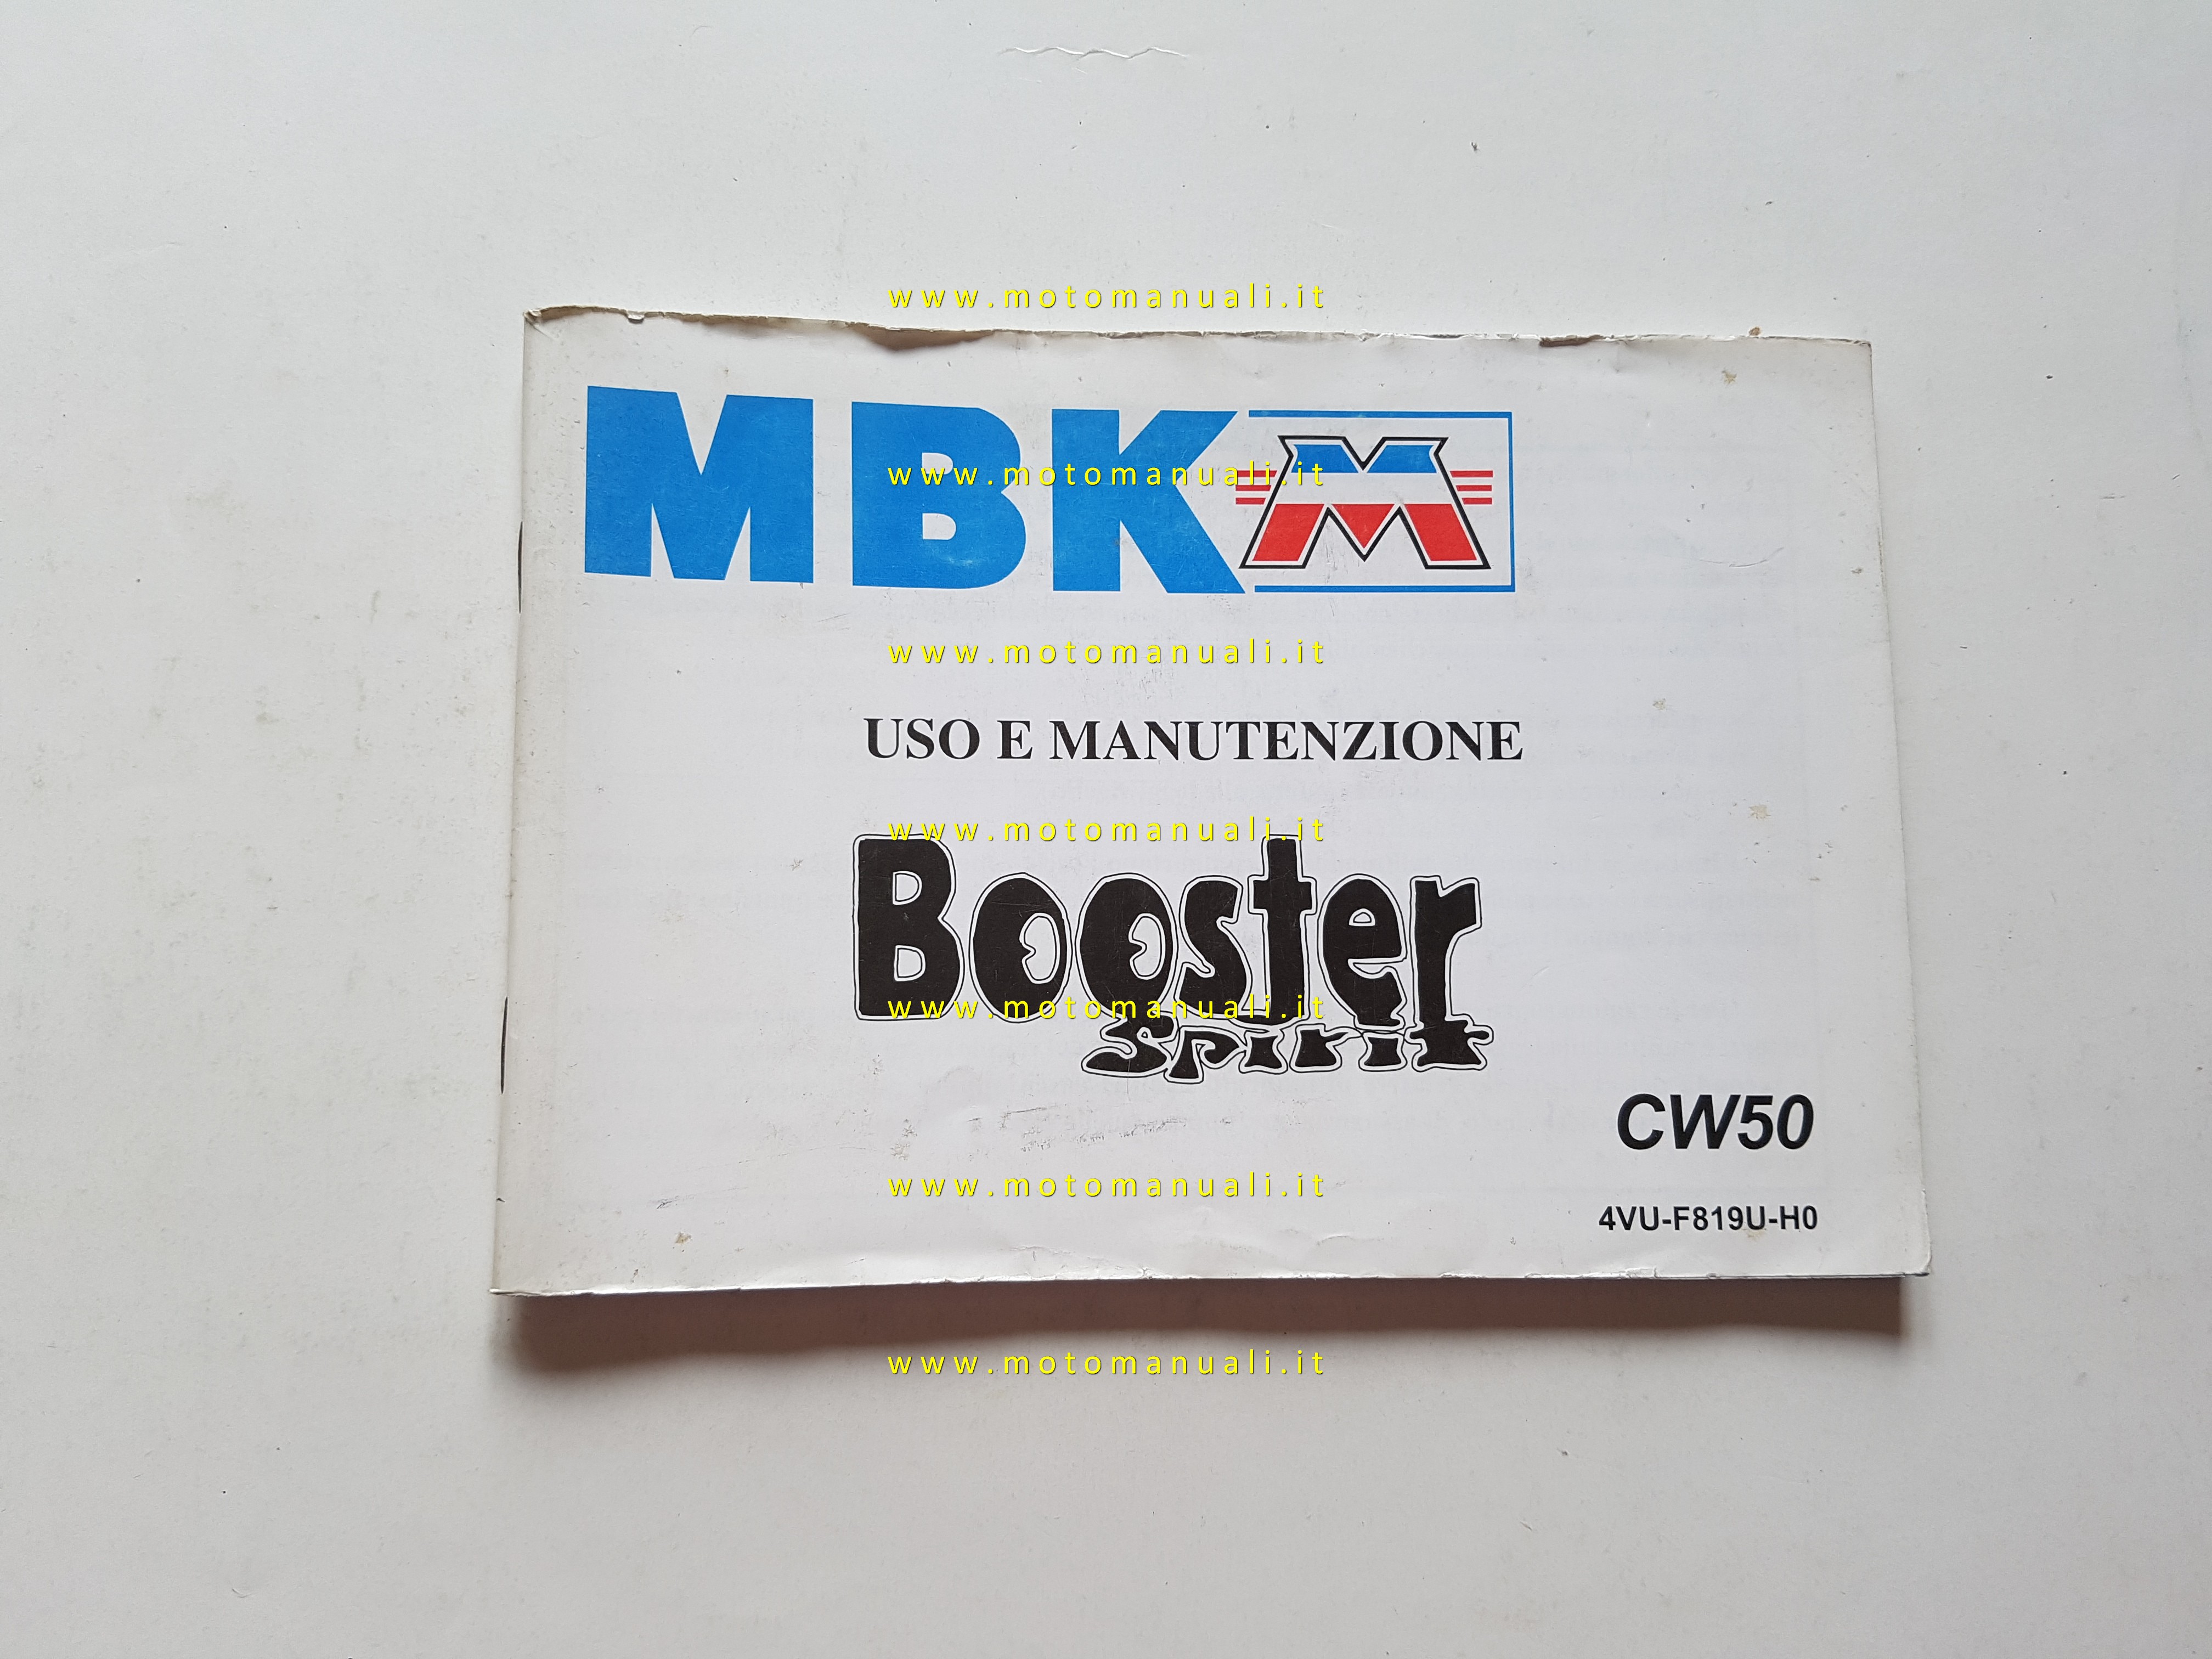 www.motomanuali.it
MBK M
www.motomanuali.it
www.motomanuali.it
USO E MANUTENZIONE
www.motomanuali.it
Booster
www.motomanuali.it
Spirit
CW50
www.motomanuali.it
4VU-F819U-H0
www.motomanuali.it